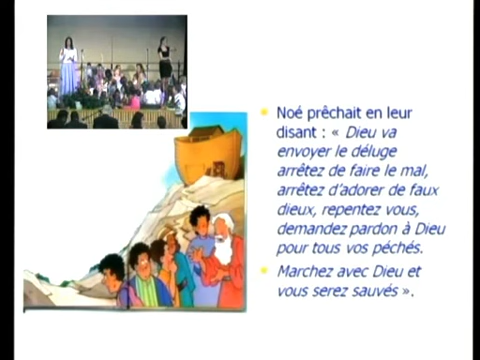 Noé prêchait en leur
disant : « Dieu va
envoyer le déluge
arrêtez de faire le mal,
arrêtez d'adorer de faux
dieux, repentez vous,
demandez pardon à Dieu
pour tous vos péchés.
Marchez avec Dieu et
vous serez sauvés ».